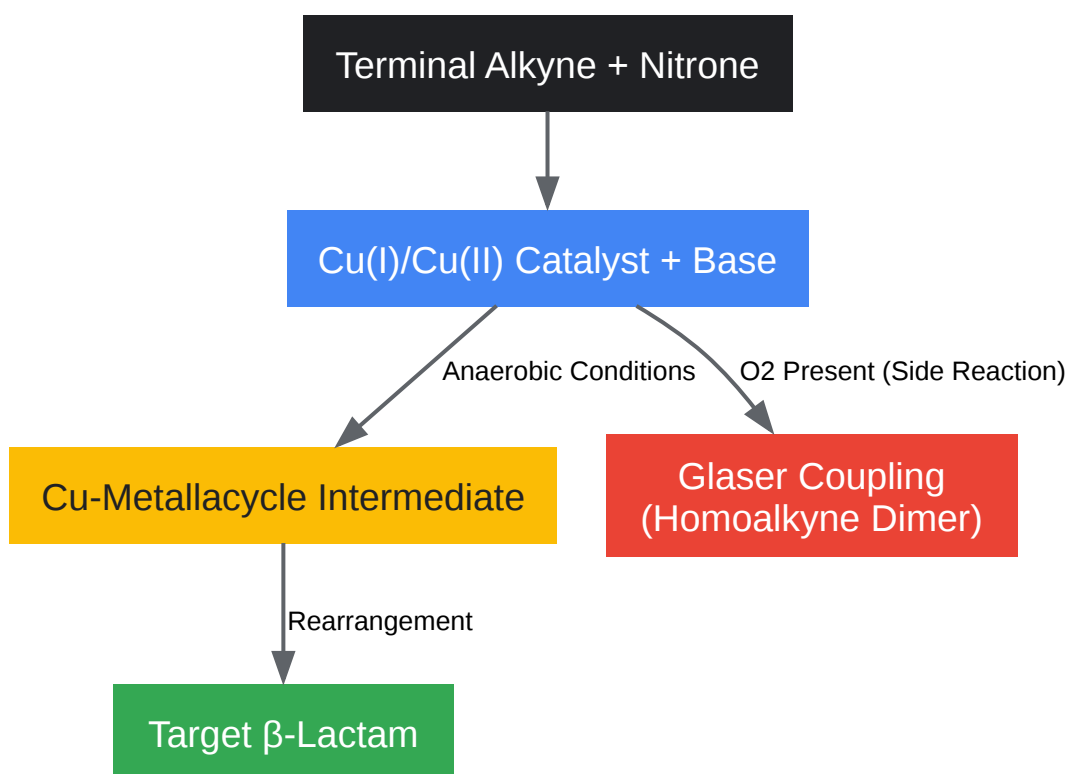 Terminal Alkyne + Nitrone
Cu(I)/Cu(II) Catalyst + Base
Anaerobic Conditions
O2 Present (Side Reaction)
Cu-Metallacycle Intermediate
Glaser Coupling
(Homoalkyne Dimer)
Rearrangement
Target β-Lactam